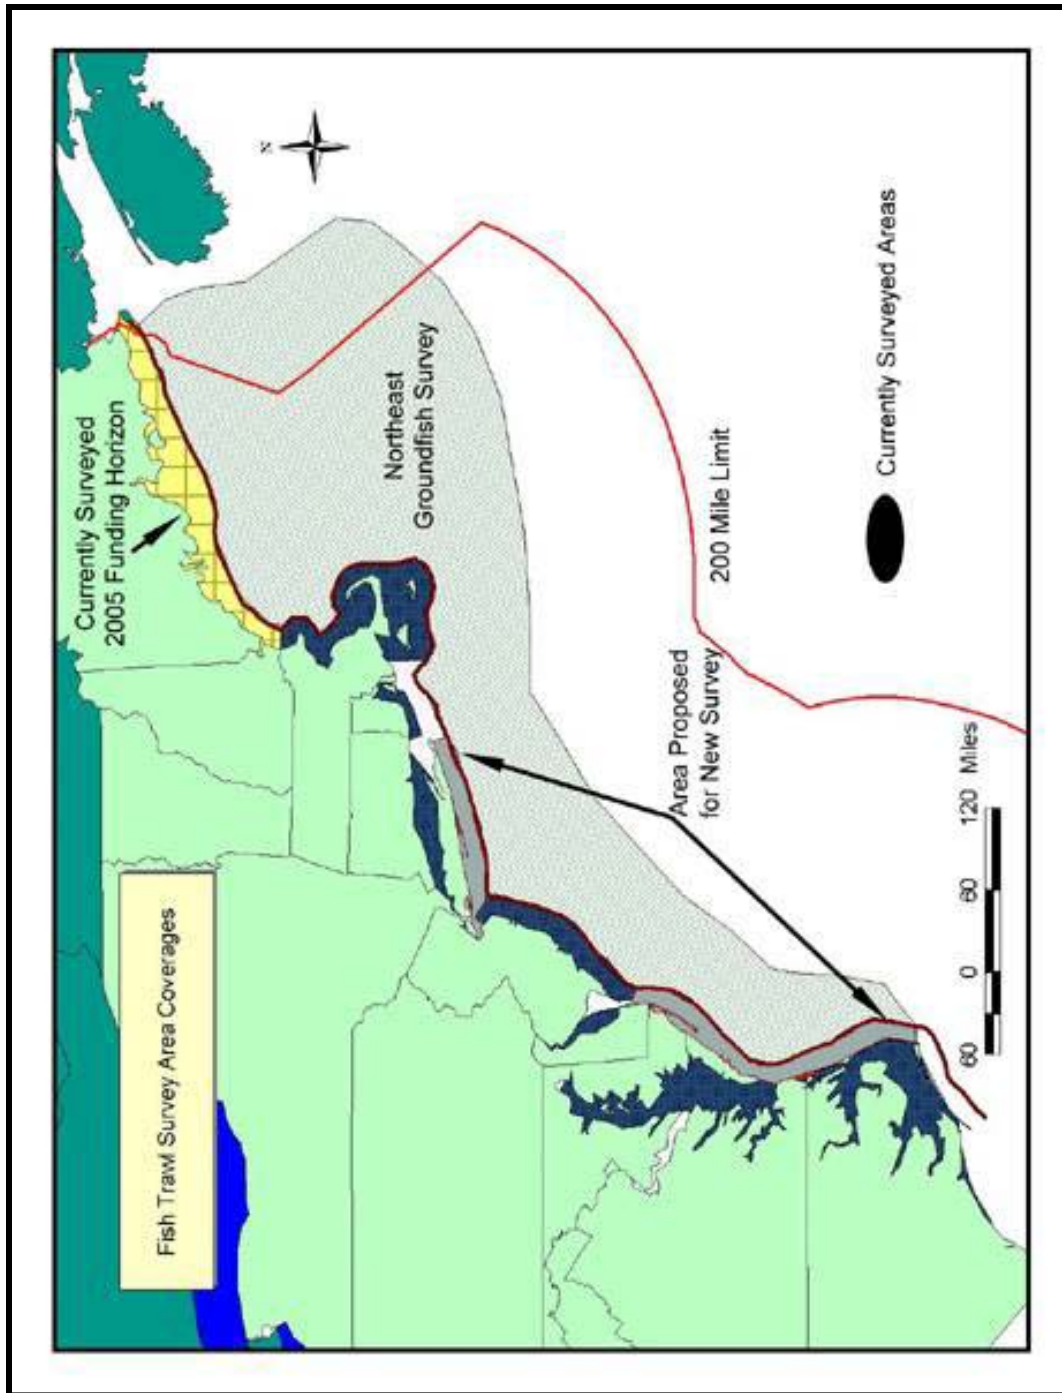 Fish Trawl Survey Area Coverages
Currently Surveyed
2005 Funding Horizon
N
Northeast
Groundfish Survey
200 Mile Limit
Area Proposed
for New Survey
Currently Surveyed Areas
60 0 60 120 Miles